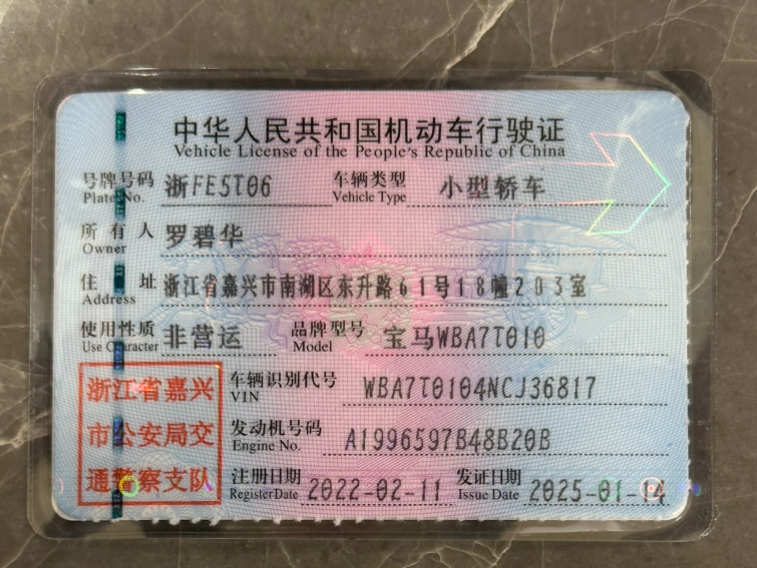 中华人民共和国机动车行驶证
Vehicle License of the People's Republic of China
号牌号码 浙FE5T06 车辆类型 小型轿车
Plate No. Vehicle Type
所有人 罗碧华
Owner
住址 浙江省嘉兴市南湖区东升路61号18幢203室
Address
使用性质 非营运 品牌型号 宝马WBA7T010
Use Character Model
浙江省嘉兴 车辆识别代号 WBA7T0104NCJ36817
VIN
市公安局交 发动机号码 A1996597B48B20B
Engine No.
通警察支队 注册日期 2022-02-11 发证日期 2025-01-14
Register Date Issue Date